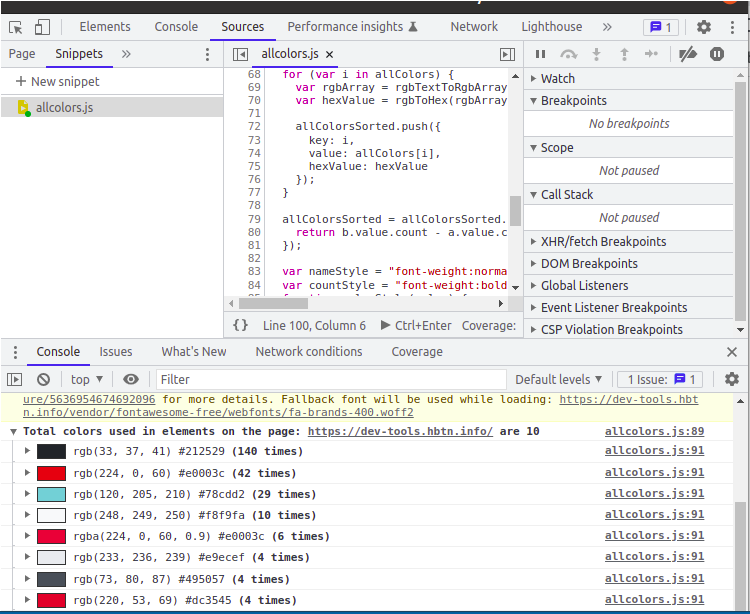 Elements Console Sources Performance insights Network Lighthouse » 1
Page Snippets »
allcolors.js ×
+ New snippet
allcolors.js
68 for (var i in allColors) {
69 var rgbArray = rgbTextToRgbArray
70 var hexValue = rgbToHex(rgbArray
71
72 allColorsSorted.push({
73 key: i,
74 value: allColors[i],
75 hexValue: hexValue
76 });
77 }
78
79 allColorsSorted = allColorsSorted.
80 return b.value.count - a.value.c
81 });
82
83 var nameStyle = "font-weight:norma
84 var countStyle = "font-weight:bold
{} Line 100, Column 6 Ctrl+Enter Coverage:
Watch
Breakpoints
No breakpoints
Scope
Not paused
Call Stack
Not paused
XHR/fetch Breakpoints
DOM Breakpoints
Global Listeners
Event Listener Breakpoints
CSP Violation Breakpoints
Console Issues What's New Network conditions Coverage
top ▼ Filter Default levels ▼ 1 Issue: 1
ure/5636954674692096 for more details. Fallback font will be used while loading: https://dev-tools.hbt
n.info/vendor/fontawesome-free/webfonts/fa-brands-400.woff2
Total colors used in elements on the page: https://dev-tools.hbtn.info/ are 10 allcolors.js:89
rgb(33, 37, 41) #212529 (140 times) allcolors.js:91
rgb(224, 0, 60) #e0003c (42 times) allcolors.js:91
rgb(120, 205, 210) #78cdd2 (29 times) allcolors.js:91
rgb(248, 249, 250) #f8f9fa (10 times) allcolors.js:91
rgba(224, 0, 60, 0.9) #e0003c (6 times) allcolors.js:91
rgb(233, 236, 239) #e9ecef (4 times) allcolors.js:91
rgb(73, 80, 87) #495057 (4 times) allcolors.js:91
rgb(220, 53, 69) #dc3545 (4 times) allcolors.js:91